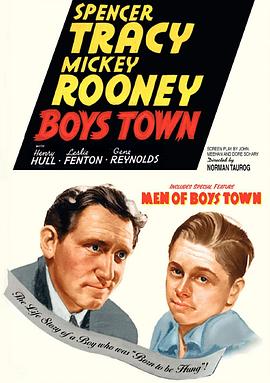 SPENCER
TRACY
MICKEY
ROONEY
BOYS TOWN
WITH
Henry HULL · Leslie FENTON · Gene REYNOLDS
SCREEN PLAY BY JOHN
MEEHAN AND DORE SCHARY
Directed by
NORMAN TAUROG
INCLUDES SPECIAL FEATURE
MEN OF BOYS TOWN
The Life Story of a Boy who was "Born to be Hung"!